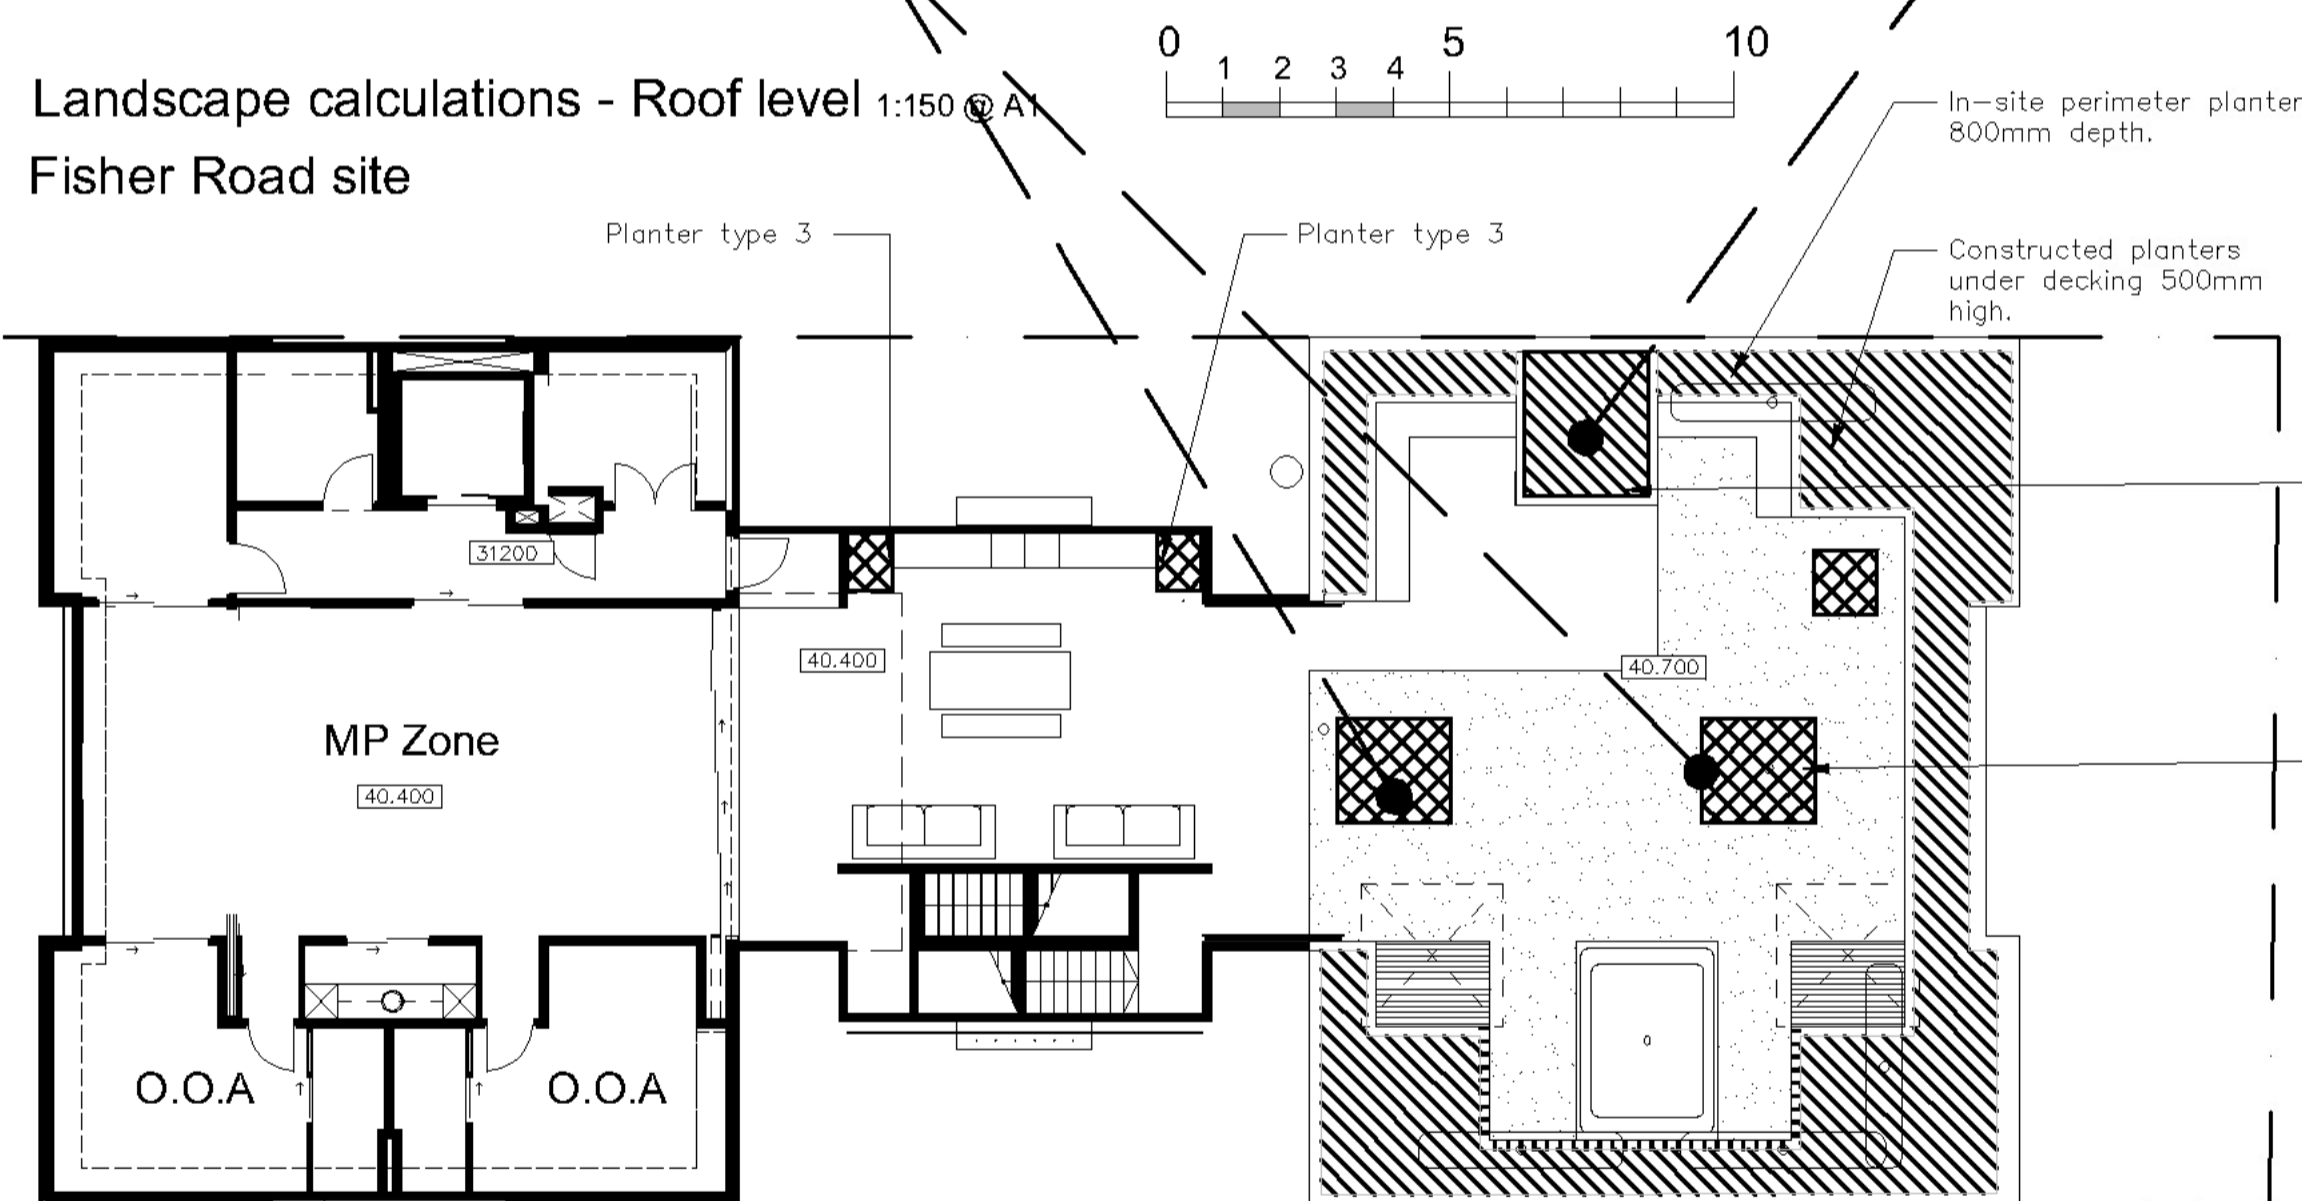 0 5 10
1 2 3 4
Landscape calculations - Roof level 1:150 @ A1
Fisher Road site
In-site perimeter planter
800mm depth.
Planter type 3
Planter type 3
Constructed planters
under decking 500mm
high.
31200
40.400
40.700
MP Zone
40.400
O.O.A
O.O.A